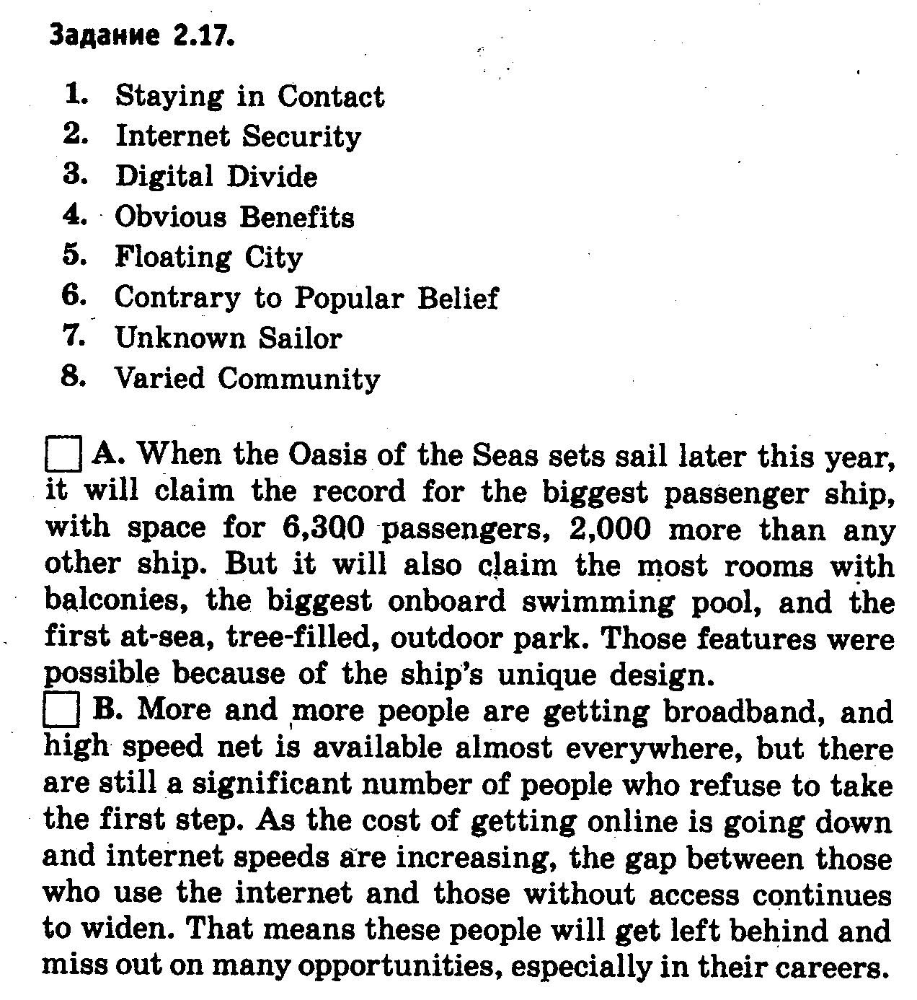 Задание 2.17.
1. Staying in Contact
2. Internet Security
3. Digital Divide
4. Obvious Benefits
5. Floating City
6. Contrary to Popular Belief
7. Unknown Sailor
8. Varied Community
A. When the Oasis of the Seas sets sail later this year,
it will claim the record for the biggest passenger ship,
with space for 6,300 passengers, 2,000 more than any
other ship. But it will also claim the most rooms with
balconies, the biggest onboard swimming pool, and the
first at-sea, tree-filled, outdoor park. Those features were
possible because of the ship's unique design.
B. More and more people are getting broadband, and
high speed net is available almost everywhere, but there
are still a significant number of people who refuse to take
the first step. As the cost of getting online is going down
and internet speeds are increasing, the gap between those
who use the internet and those without access continues
to widen. That means these people will get left behind and
miss out on many opportunities, especially in their careers.